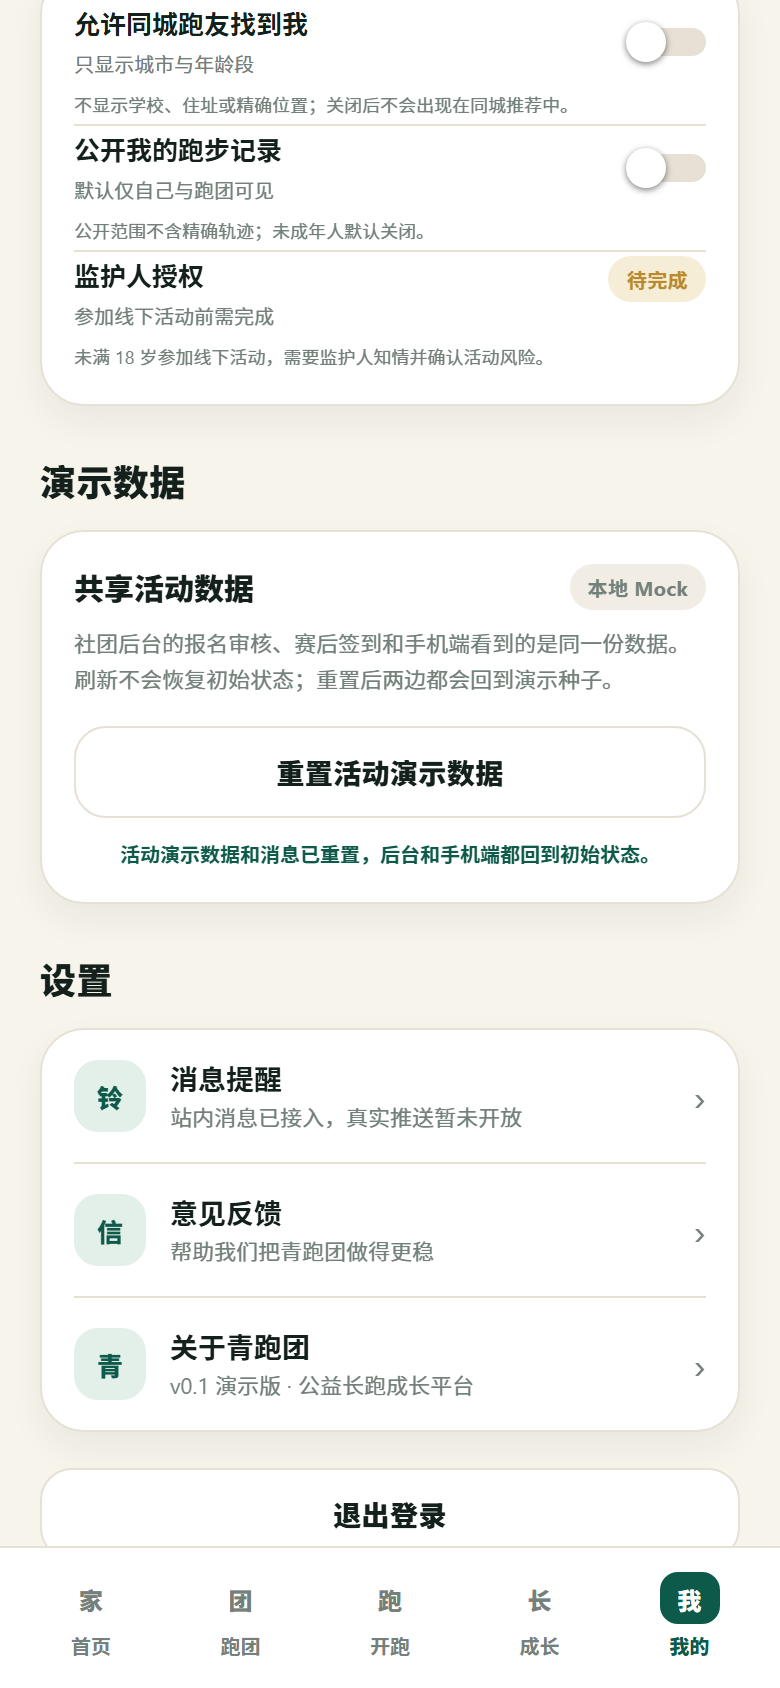 允许同城跑友找到我
只显示城市与年龄段
不显示学校、住址或精确位置；关闭后不会出现在同城推荐中。
公开我的跑步记录
默认仅自己与跑团可见
公开范围不含精确轨迹；未成年人默认关闭。
监护人授权
待完成
参加线下活动前需完成
未满 18 岁参加线下活动，需要监护人知情并确认活动风险。
演示数据
共享活动数据
本地 Mock
社团后台的报名审核、赛后签到和手机端看到的是同一份数据。
刷新不会恢复初始状态；重置后两边都会回到演示种子。
重置活动演示数据
活动演示数据和消息已重置，后台和手机端都回到初始状态。
设置
铃
消息提醒
站内消息已接入，真实推送暂未开放
›
信
意见反馈
帮助我们把青跑团做得更稳
›
青
关于青跑团
v0.1 演示版 · 公益长跑成长平台
›
退出登录
家 团 跑 长 我
首页 跑团 开跑 成长 我的